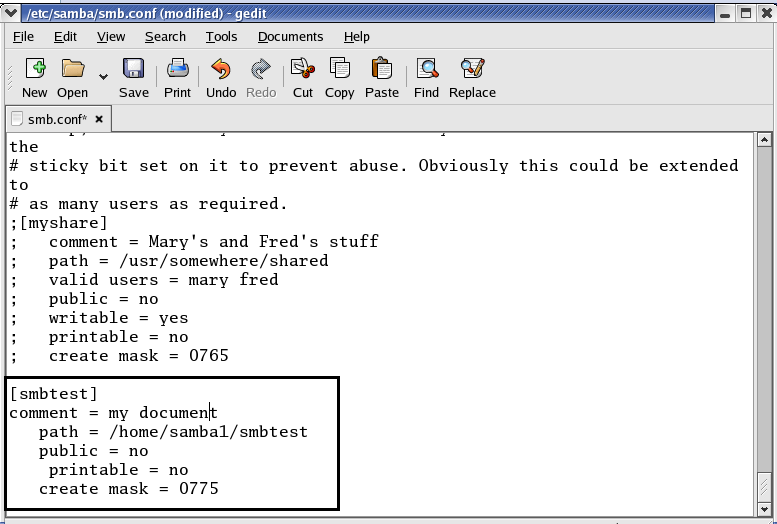 /etc/samba/smb.conf (modified) - gedit
File Edit View Search Tools Documents Help
New Open Save Print Undo Redo Cut Copy Paste Find Replace
smb.conf*
the
# sticky bit set on it to prevent abuse. Obviously this could be extended
to
# as many users as required.
;[myshare]
;   comment = Mary's and Fred's stuff
;   path = /usr/somewhere/shared
;   valid users = mary fred
;   public = no
;   writable = yes
;   printable = no
;   create mask = 0765
[smbtest]
comment = my document
   path = /home/samba1/smbtest
   public = no
    printable = no
   create mask = 0775